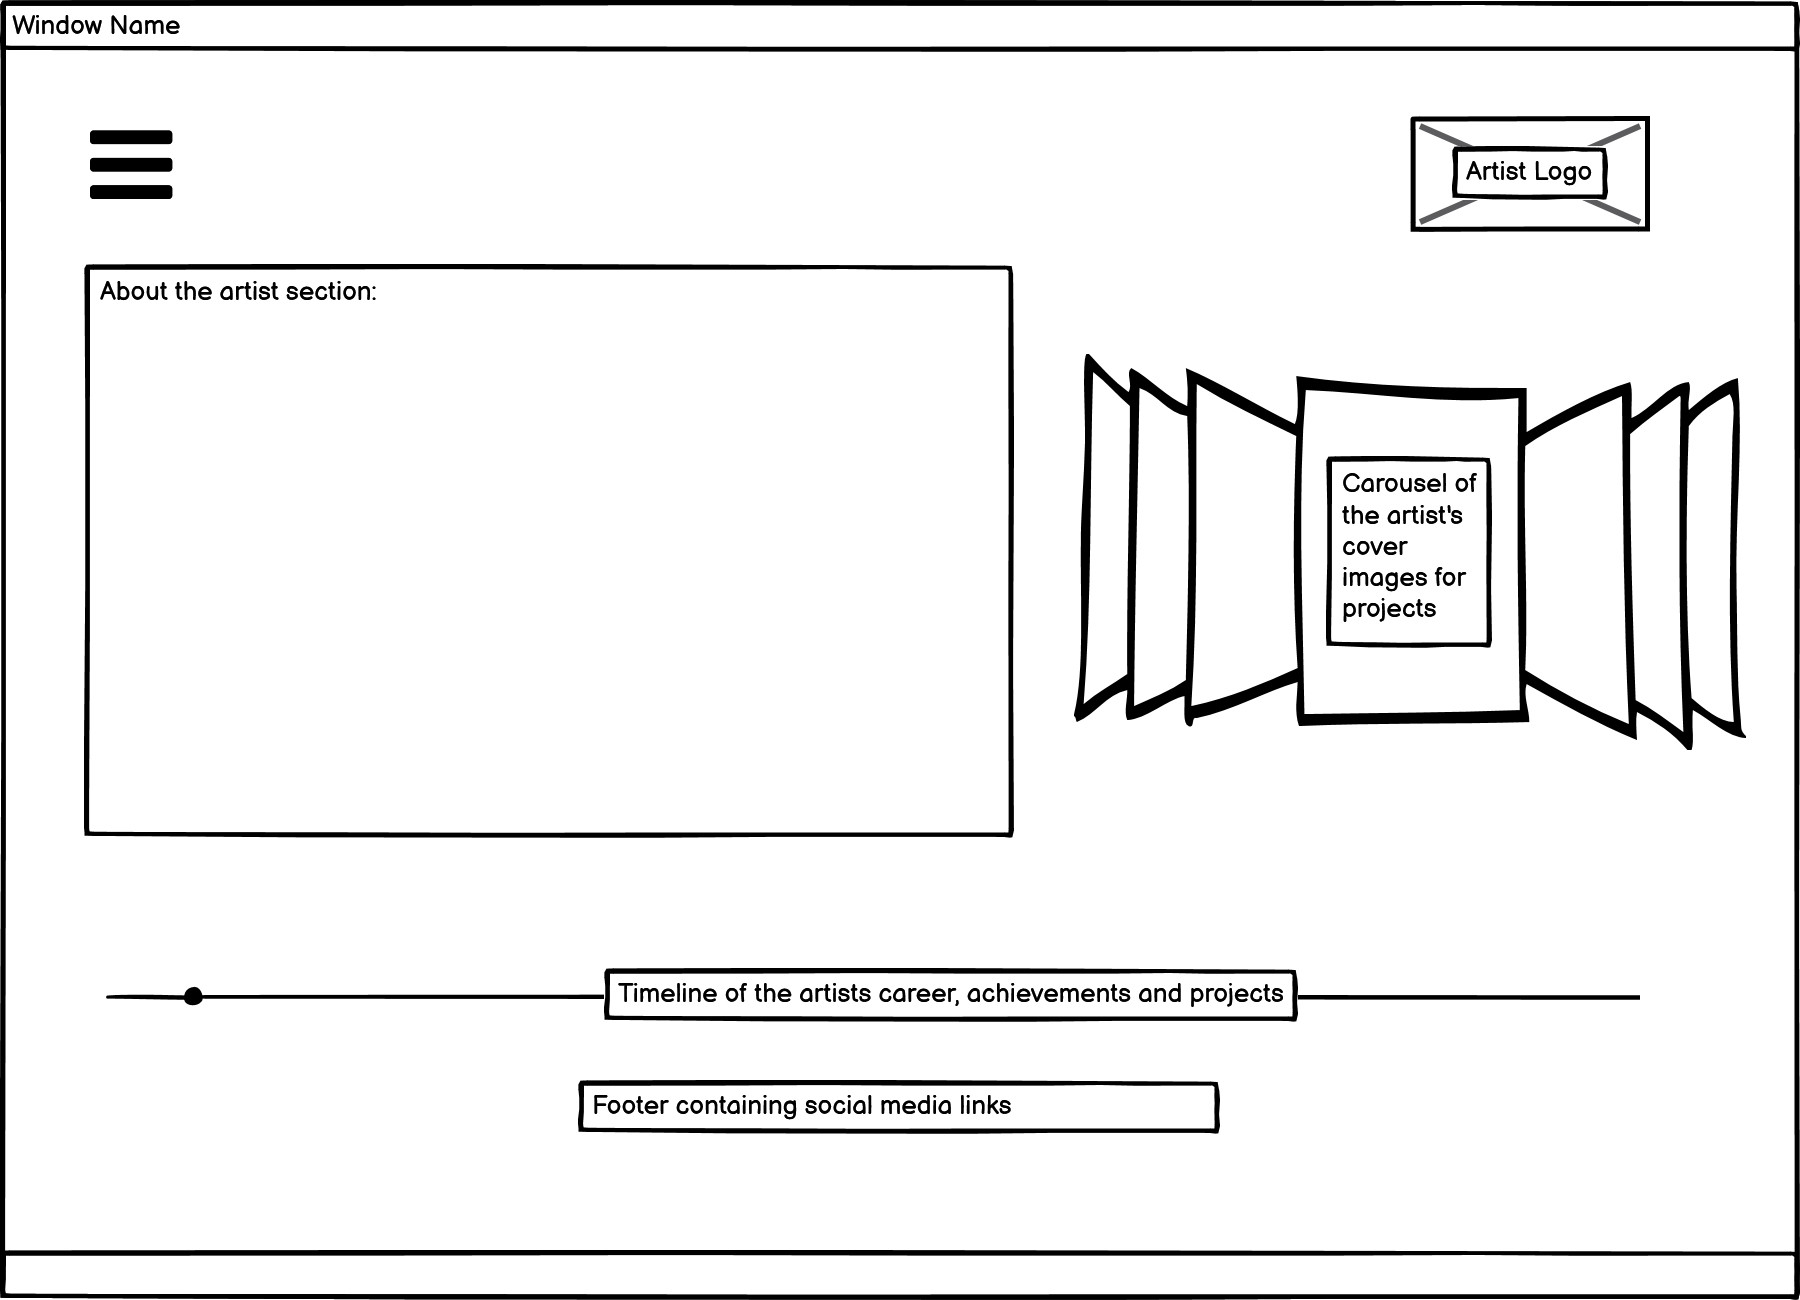 Window Name
Artist Logo
About the artist section:
Carousel of
the artist's
cover
images for
projects
Timeline of the artists career, achievements and projects
Footer containing social media links